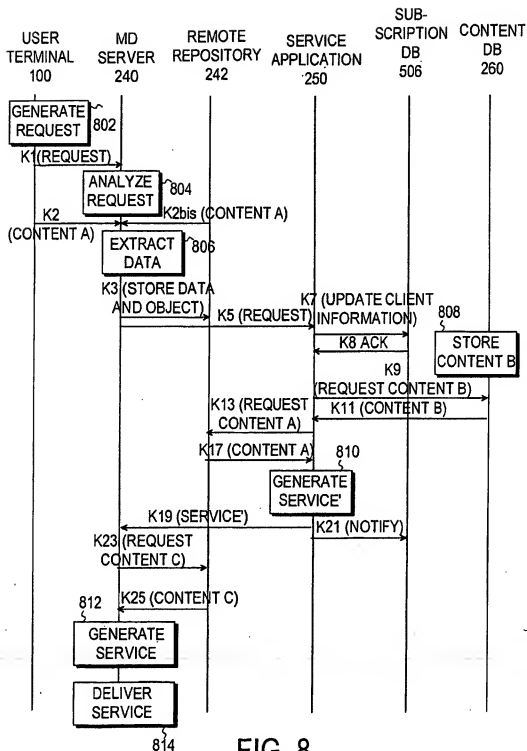 USER TERMINAL 100
MD SERVER 240
REMOTE REPOSITORY 242
SERVICE APPLICATION 250
SUB-SCRIPTION DB 506
CONTENT DB 260
GENERATE REQUEST
802
K1(REQUEST)
ANALYZE REQUEST
804
K2 (CONTENT A)
K2bis (CONTENT A)
EXTRACT DATA
806
K3 (STORE DATA AND OBJECT)
K5 (REQUEST)
K7 (UPDATE CLIENT INFORMATION)
K8 ACK
808
STORE CONTENT B
K9 (REQUEST CONTENT B)
K11 (CONTENT B)
K13 (REQUEST CONTENT A)
K17 (CONTENT A)
810
GENERATE SERVICE'
K19 (SERVICE')
K21 (NOTIFY)
K23 (REQUEST CONTENT C)
K25 (CONTENT C)
812
GENERATE SERVICE
DELIVER SERVICE
814
FIG. 8